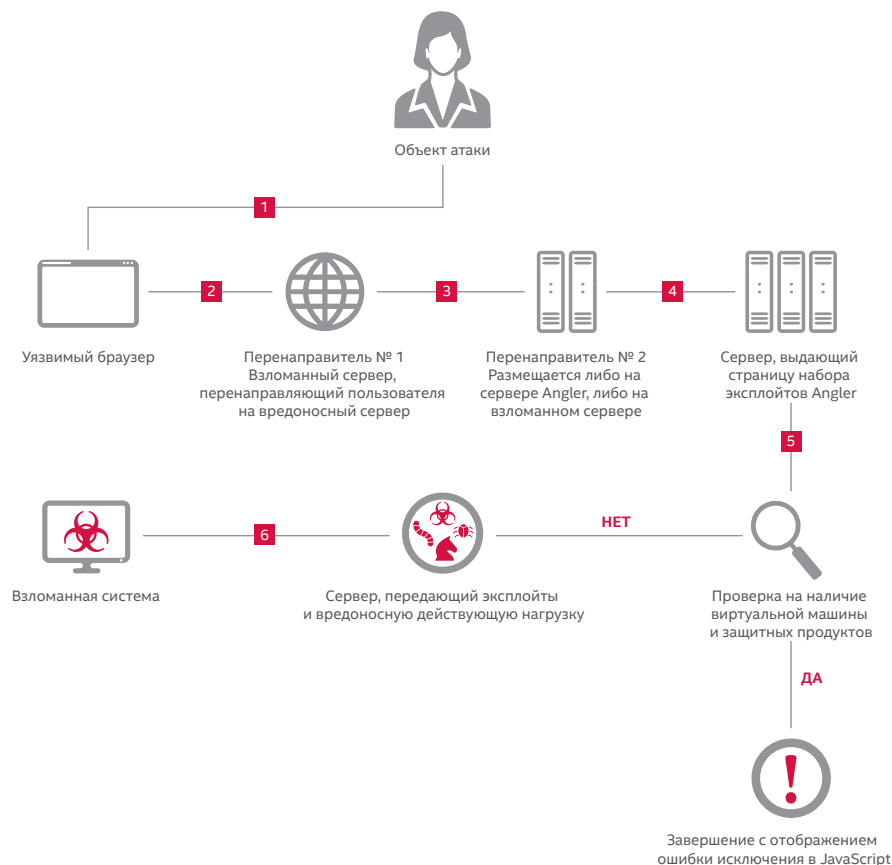 Объект атаки
1
2
3
4
Уязвимый браузер
Перенаправитель № 1
Взломанный сервер,
перенаправляющий пользователя
на вредоносный сервер
Перенаправитель № 2
Размещается либо на
сервере Angler, либо на
взломанном сервере
Сервер, выдающий
страницу набора
эксплойтов Angler
5
6
НЕТ
Взломанная система
Сервер, передающий эксплойты
и вредоносную действующую нагрузку
Проверка на наличие
виртуальной машины
и защитных продуктов
ДА
Завершение с отображением
ошибки исключения в JavaScript